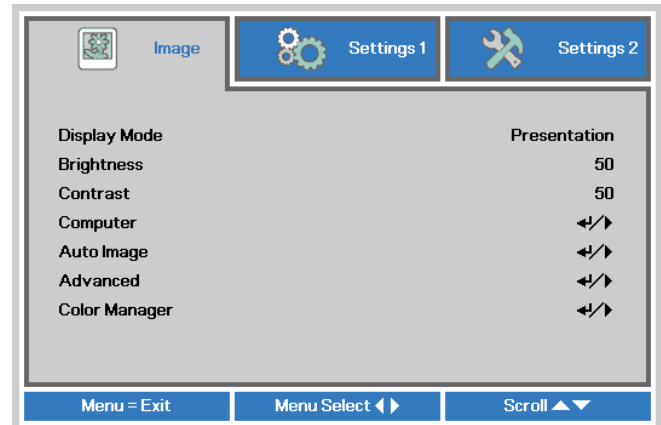 Image Settings 1 Settings 2
Display Mode Presentation
Brightness 50
Contrast 50
Computer ↵/▶
Auto Image ↵/▶
Advanced ↵/▶
Color Manager ↵/▶
Menu = Exit Menu Select ◀▶ Scroll ▲▼